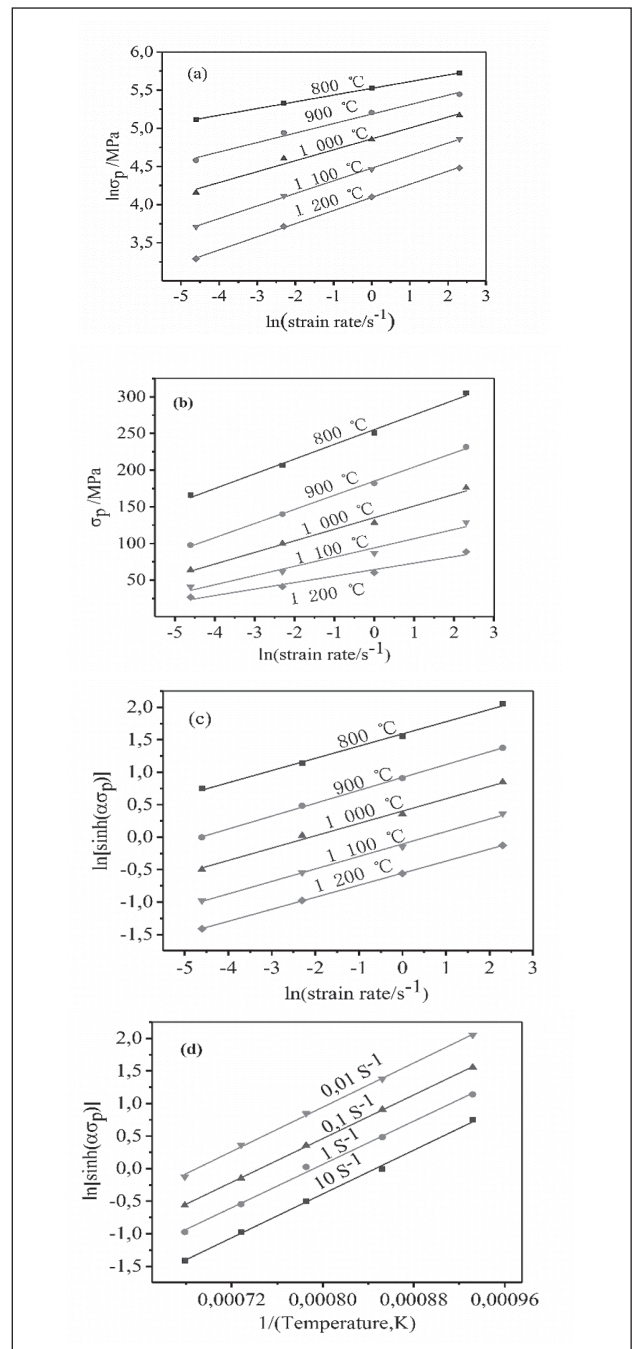 (a)
6,0
5,5
5,0
4,5
4,0
3,5
lnσp /MPa
800 ℃
900 ℃
1 000 ℃
1 100 ℃
1 200 ℃
-5 -4 -3 -2 -1 0 1 2 3
ln(strain rate/s-1)
(b)
300
250
200
150
100
50
σp /MPa
800 ℃
900 ℃
1 000 ℃
1 100 ℃
1 200 ℃
-5 -4 -3 -2 -1 0 1 2 3
ln(strain rate/s-1)
(c)
2,0
1,5
1,0
0,5
0,0
-0,5
-1,0
-1,5
ln[sinh(ασp)]
800 ℃
900 ℃
1 000 ℃
1 100 ℃
1 200 ℃
-5 -4 -3 -2 -1 0 1 2 3
ln(strain rate/s-1)
(d)
2,0
1,5
1,0
0,5
0,0
-0,5
-1,0
-1,5
ln[sinh(ασp)]
0,01 S-1
0,1 S-1
1 S-1
10 S-1
0,00072 0,00080 0,00088 0,00096
1/(Temperature,K)